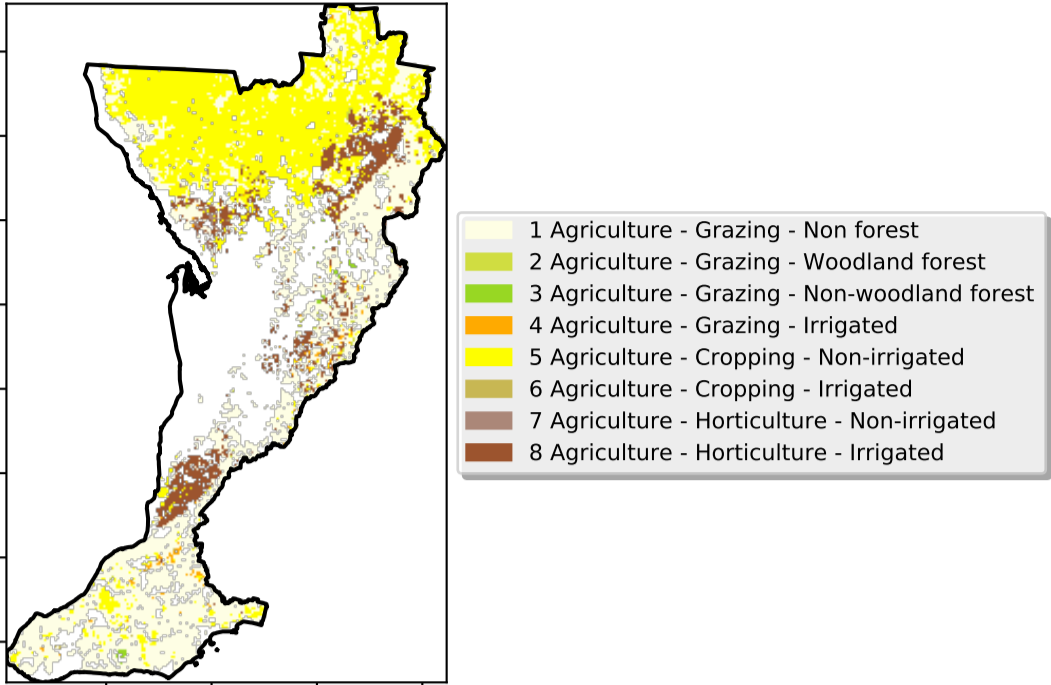 1 Agriculture - Grazing - Non forest
2 Agriculture - Grazing - Woodland forest
3 Agriculture - Grazing - Non-woodland forest
4 Agriculture - Grazing - Irrigated
5 Agriculture - Cropping - Non-irrigated
6 Agriculture - Cropping - Irrigated
7 Agriculture - Horticulture - Non-irrigated
8 Agriculture - Horticulture - Irrigated